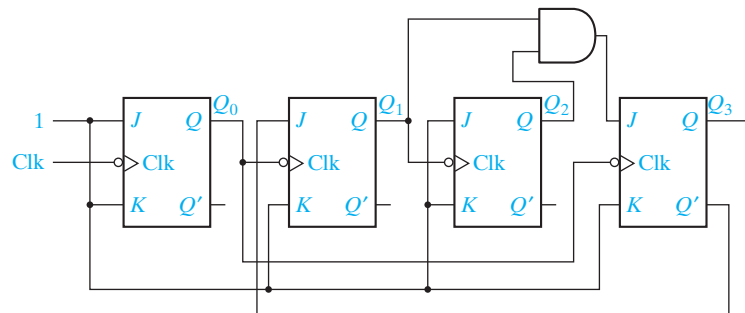 Q0 Q1 Q2 Q3
1 J Q J Q J Q J Q
Clk Clk Clk Clk Clk
K Q' K Q' K Q' K Q'